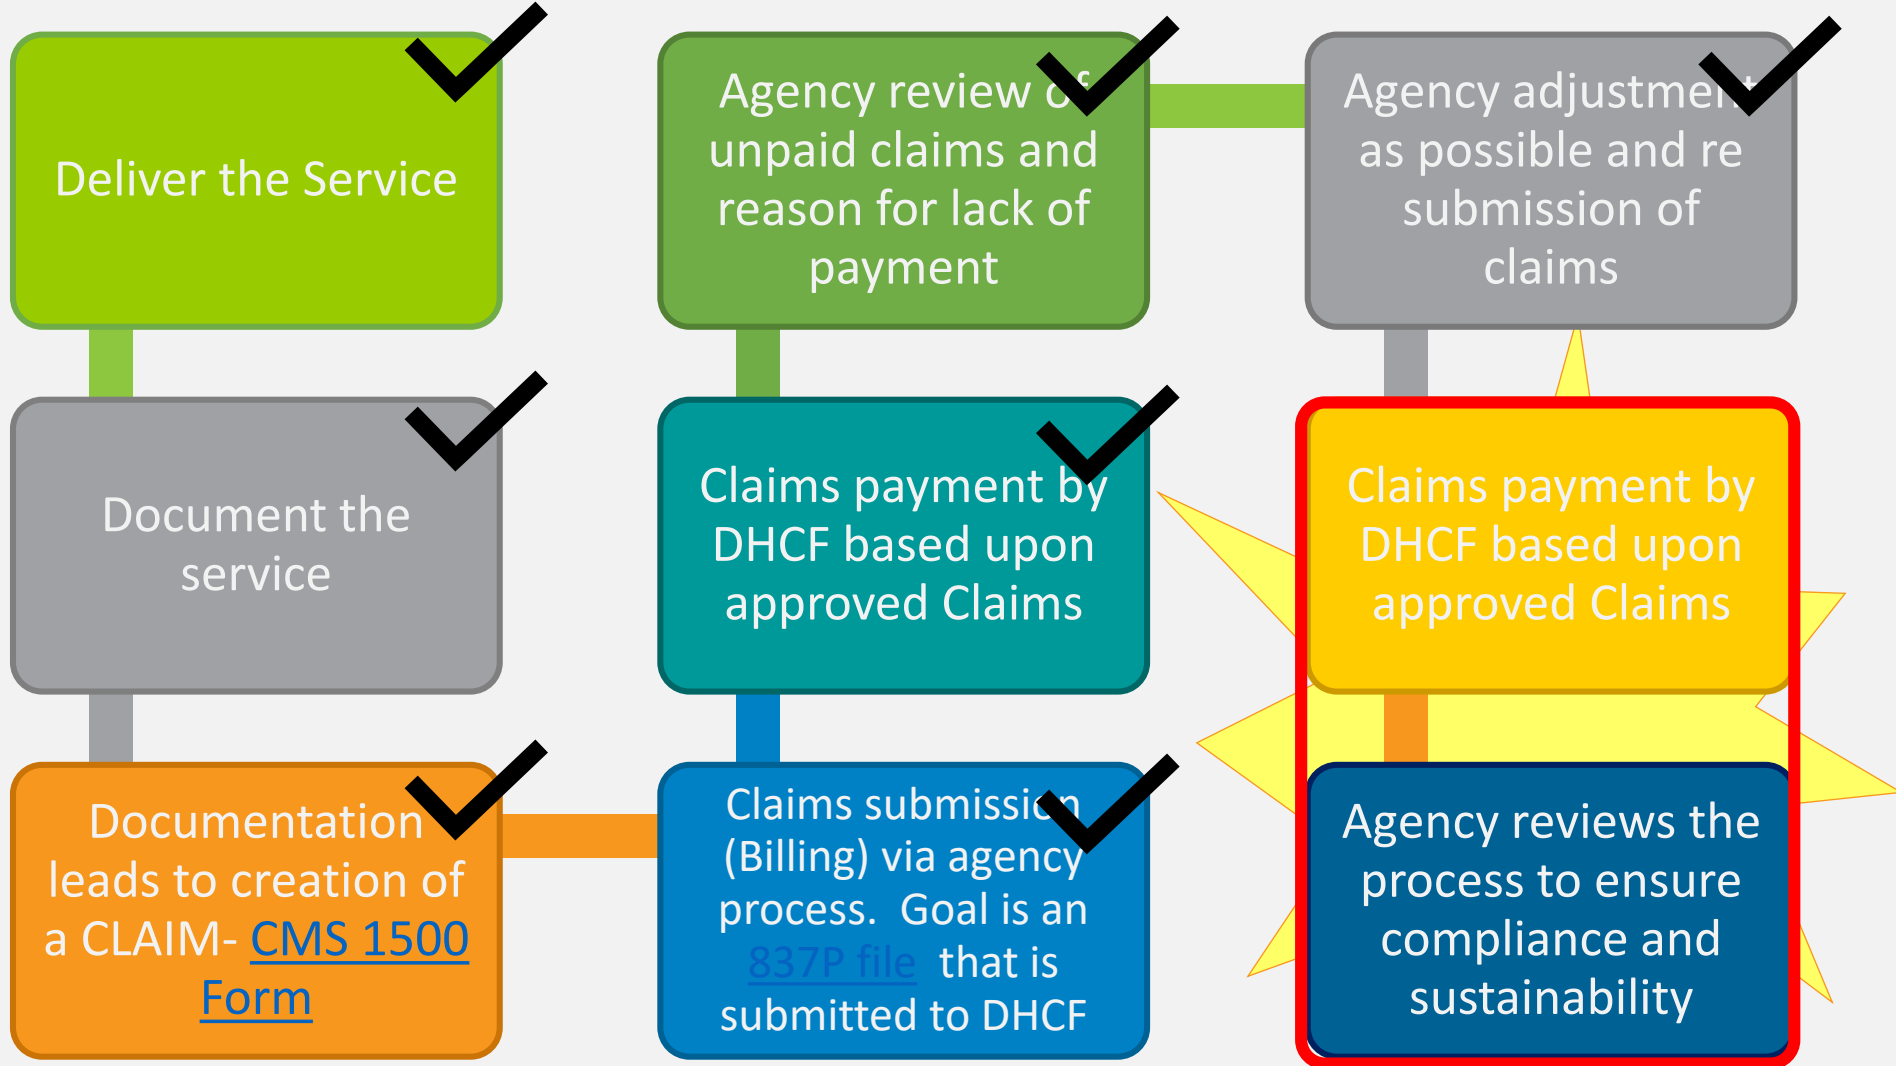 Deliver the Service
Document the
service
Documentation
leads to creation of
a CLAIM- CMS 1500
Form
Claims submission
(Billing) via agency
process.  Goal is an
837P file  that is
submitted to DHCF
Claims payment by
DHCF based upon
approved Claims
Agency review of
unpaid claims and
reason for lack of
payment
Agency adjustment
as possible and re
submission of
claims
Claims payment by
DHCF based upon
approved Claims
Agency reviews the
process to ensure
compliance and
sustainability